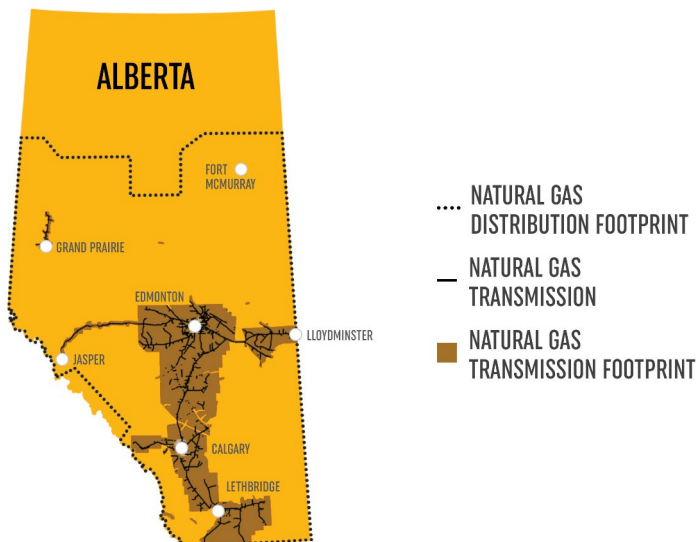 ALBERTA
FORT
MCMURRAY
GRAND PRAIRIE
EDMONTON
LLOYDMINSTER
JASPER
CALGARY
LETHBRIDGE
NATURAL GAS
DISTRIBUTION FOOTPRINT
NATURAL GAS
TRANSMISSION
NATURAL GAS
TRANSMISSION FOOTPRINT